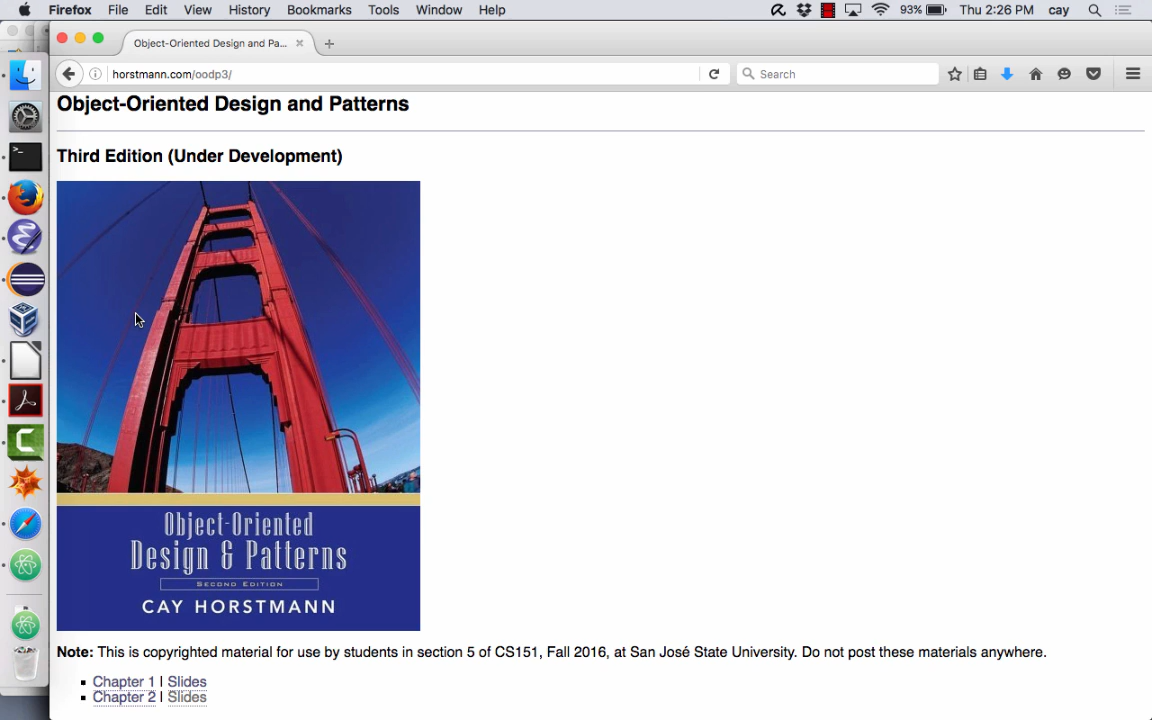 Firefox File Edit View History Bookmarks Tools Window Help 93% Thu 2:26 PM cay
Object-Oriented Design and Pa...
horstmann.com/oodp3/ Search
Object-Oriented Design and Patterns
Third Edition (Under Development)
Object-Oriented
Design & Patterns
SECOND EDITION
CAY HORSTMANN
Note: This is copyrighted material for use by students in section 5 of CS151, Fall 2016, at San José State University. Do not post these materials anywhere.
Chapter 1 | Slides
Chapter 2 | Slides